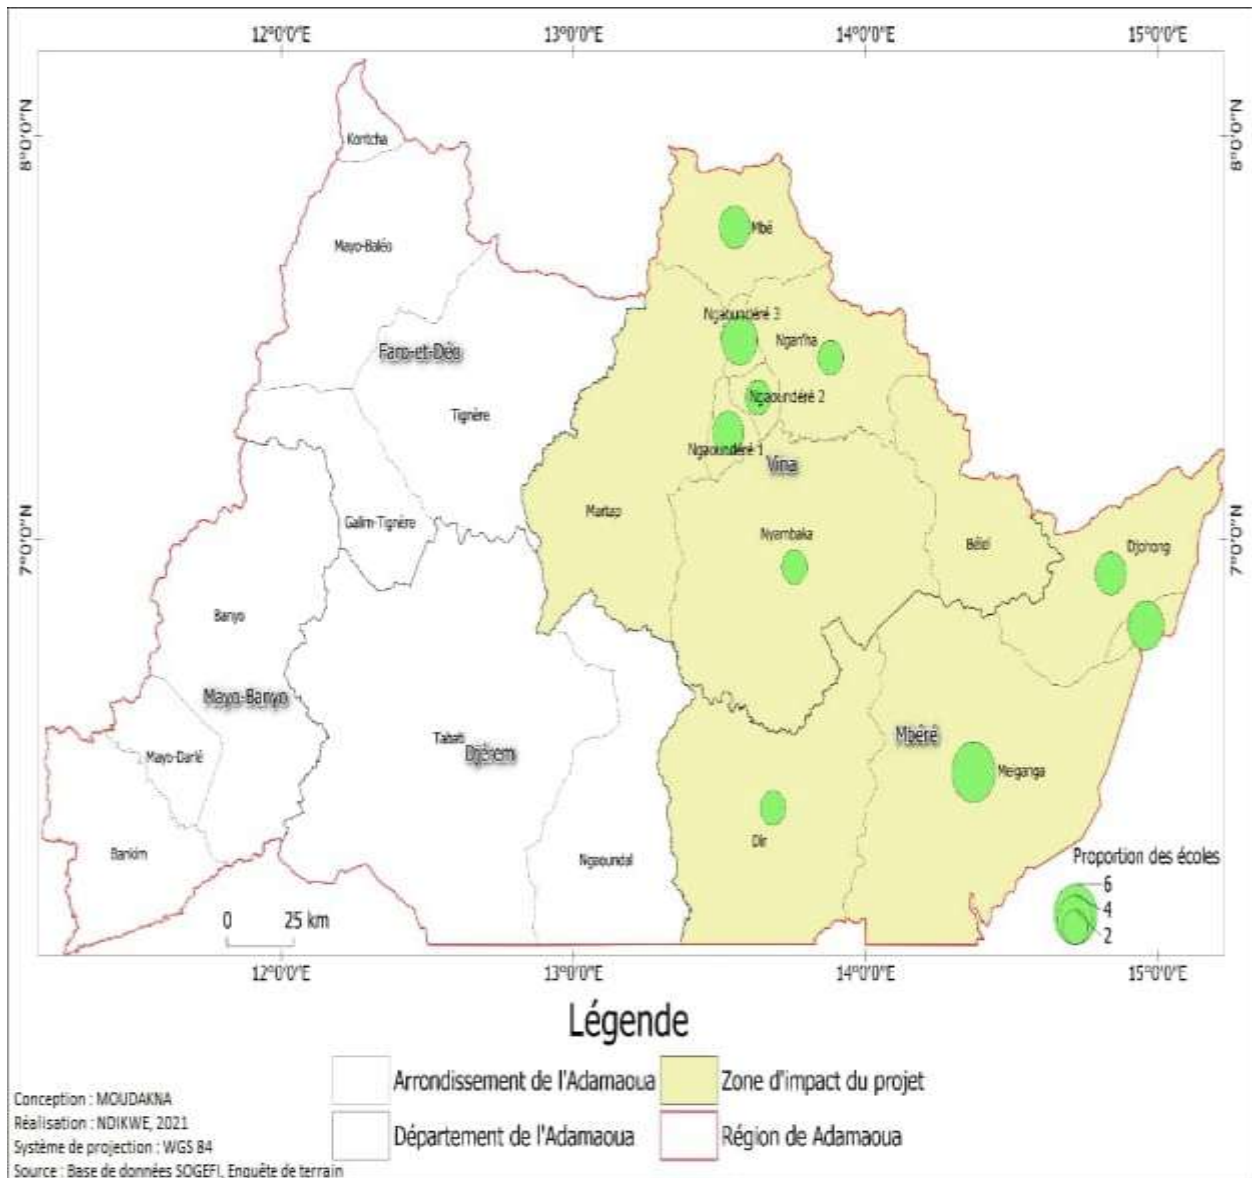 12°0'0"E 13°0'0"E 14°0'0"E 15°0'0"E
8°0'0"N 8°0'0"N
Kontcha
Mayo-Baléo
Mbé
Ngaoundéré 3
Ngan'ha
Faro-et-Déo
Tignère
Ngaoundéré 2
Ngaoundéré 1
Vina
Galim-Tignère
Martap
Nyambaka
Bélel
Djohong
7°0'0"N 7°0'0"N
Banyo
Mayo-Banyo
Tabati
Djérem
Mbéré
Mayo-Darlé
Meiganga
Bankim
Ngaoundal
Dir
Proportion des écoles
6
4
2
0 25 km
12°0'0"E 13°0'0"E 14°0'0"E 15°0'0"E
Légende
Arrondissement de l'Adamaoua
Zone d'impact du projet
Département de l'Adamaoua
Région de Adamaoua
Conception : MOUDAKNA
Réalisation : NDIKWE, 2021
Système de projection : WGS 84
Source : Base de données SOGEFI, Enquête de terrain